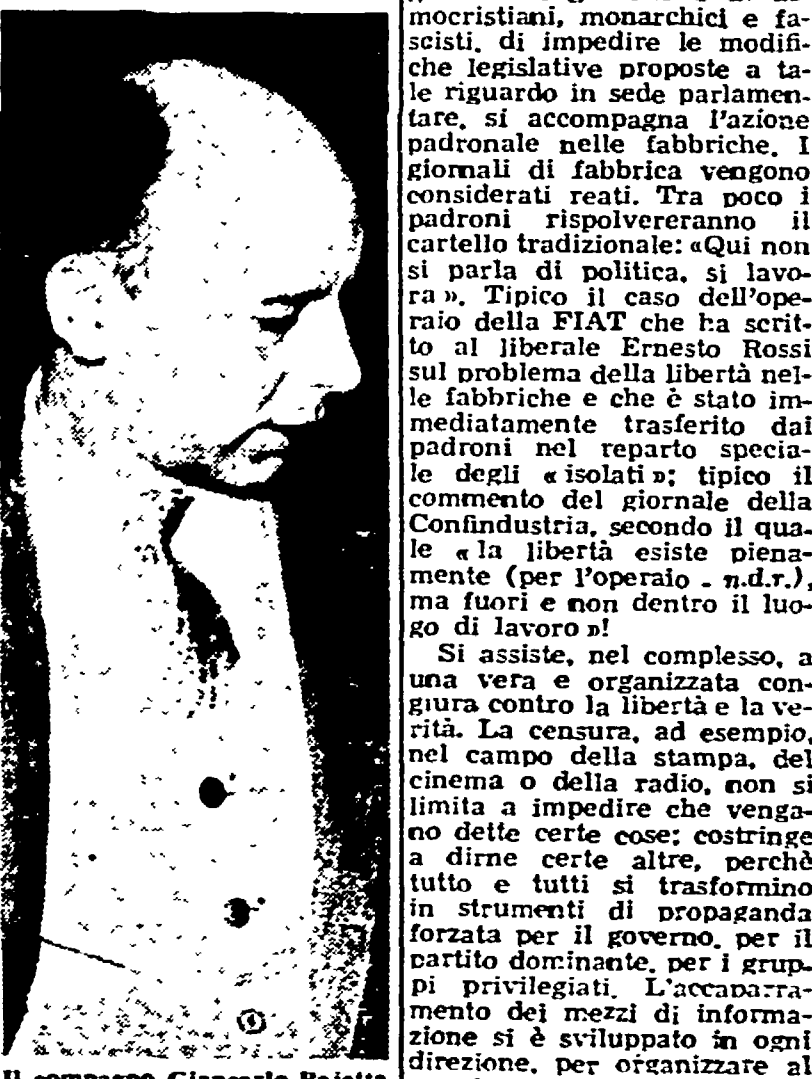 mocristiani, monarchici e fa-
scisti, di impedire le modifi-
che legislative proposte a ta-
le riguardo in sede parlamen-
tare, si accompagna l'azione
padronale nelle fabbriche. I
giornali di fabbrica vengono
considerati reati. Tra poco i
padroni rispolvereranno il
cartello tradizionale: «Qui non
si parla di politica, si lavo-
ra». Tipico il caso dell'ope-
raio della FIAT che ha scrit-
to al liberale Ernesto Rossi
sul problema della libertà nel-
le fabbriche e che è stato im-
mediatamente trasferito dai
padroni nel reparto specia-
le degli «isolati»; tipico il
commento del giornale della
Confindustria, secondo il qua-
le «la libertà esiste piena-
mente (per l'operaio - n.d.r.),
ma fuori e non dentro il luo-
go di lavoro»!
Si assiste, nel complesso, a
una vera e organizzata con-
giura contro la libertà e la ve-
rità. La censura, ad esempio,
nel campo della stampa, del
cinema o della radio, non si
limita a impedire che venga-
no dette certe cose; costringe
a dirne certe altre, perchè
tutto e tutti si trasformino
in strumenti di propaganda
forzata per il governo, per il
partito dominante, per i grup-
pi privilegiati. L'accaparra-
mento dei mezzi di informa-
zione si è sviluppato in ogni
direzione, per organizzare al
Il compagno Giancarlo Pajetta